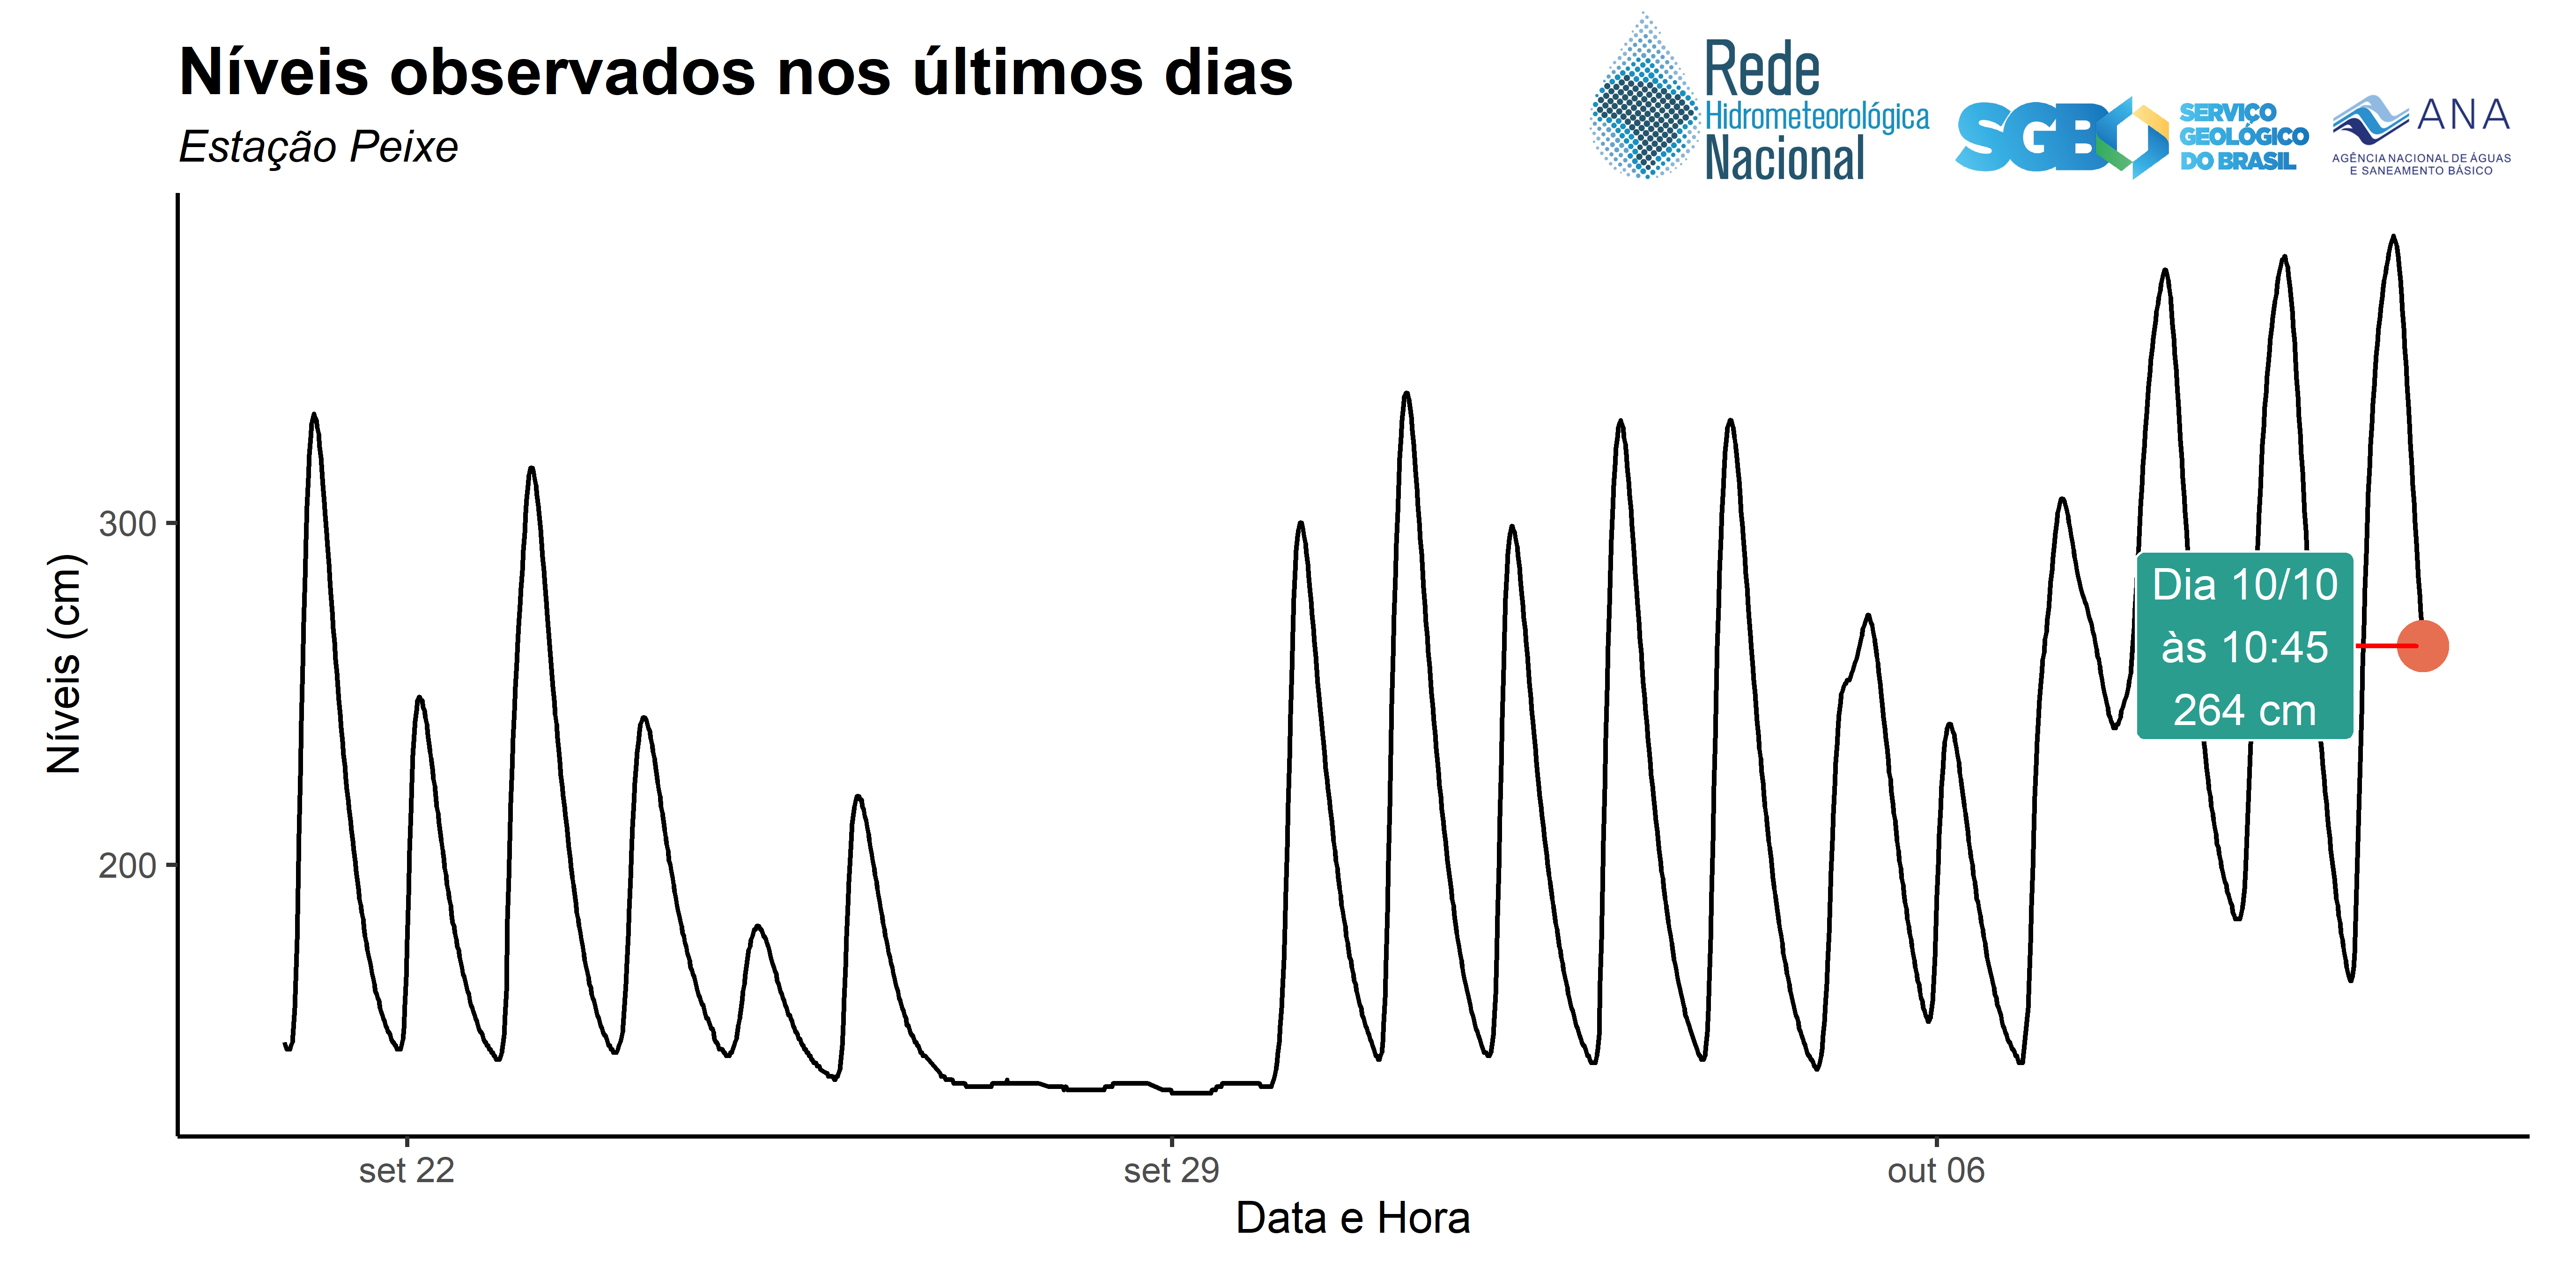 Níveis observados nos últimos dias
Estação Peixe
Rede
Hidrometeorológica
Nacional
SGB
SERVIÇO
GEOLÓGICO
DO BRASIL
ANA
AGÊNCIA NACIONAL DE ÁGUAS
E SANEAMENTO BÁSICO
Níveis (cm)
300
200
Dia 10/10
às 10:45
264 cm
set 22
set 29
out 06
Data e Hora